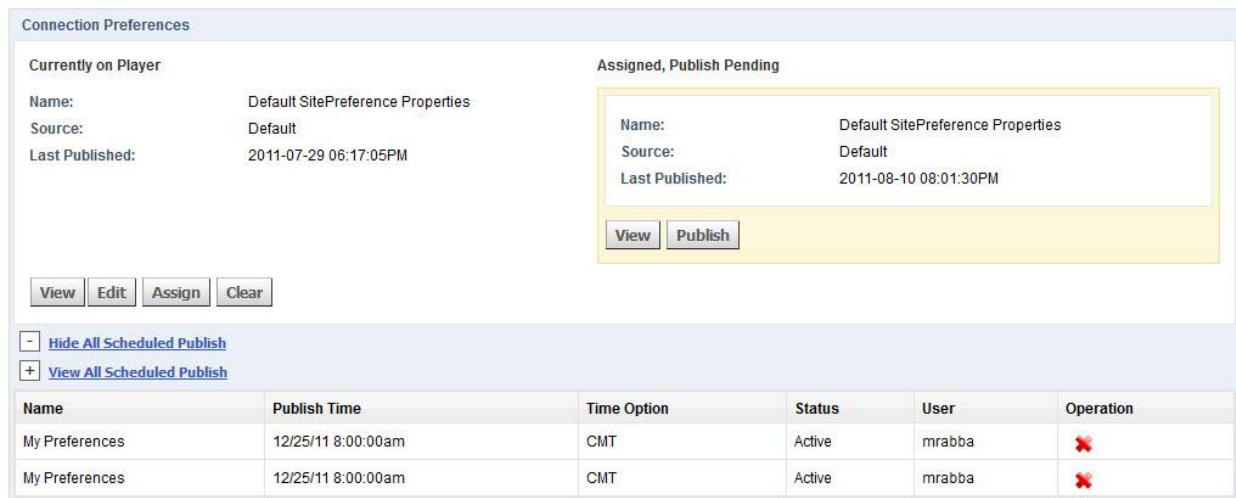 Connection Preferences
Currently on Player
Name: Default SitePreference Properties
Source: Default
Last Published: 2011-07-29 06:17:05PM
Assigned, Publish Pending
Name: Default SitePreference Properties
Source: Default
Last Published: 2011-08-10 08:01:30PM
View Publish
View Edit Assign Clear
- Hide All Scheduled Publish
+ View All Scheduled Publish
Name Publish Time Time Option Status User Operation
My Preferences 12/25/11 8:00:00am CMT Active mrabba
My Preferences 12/25/11 8:00:00am CMT Active mrabba